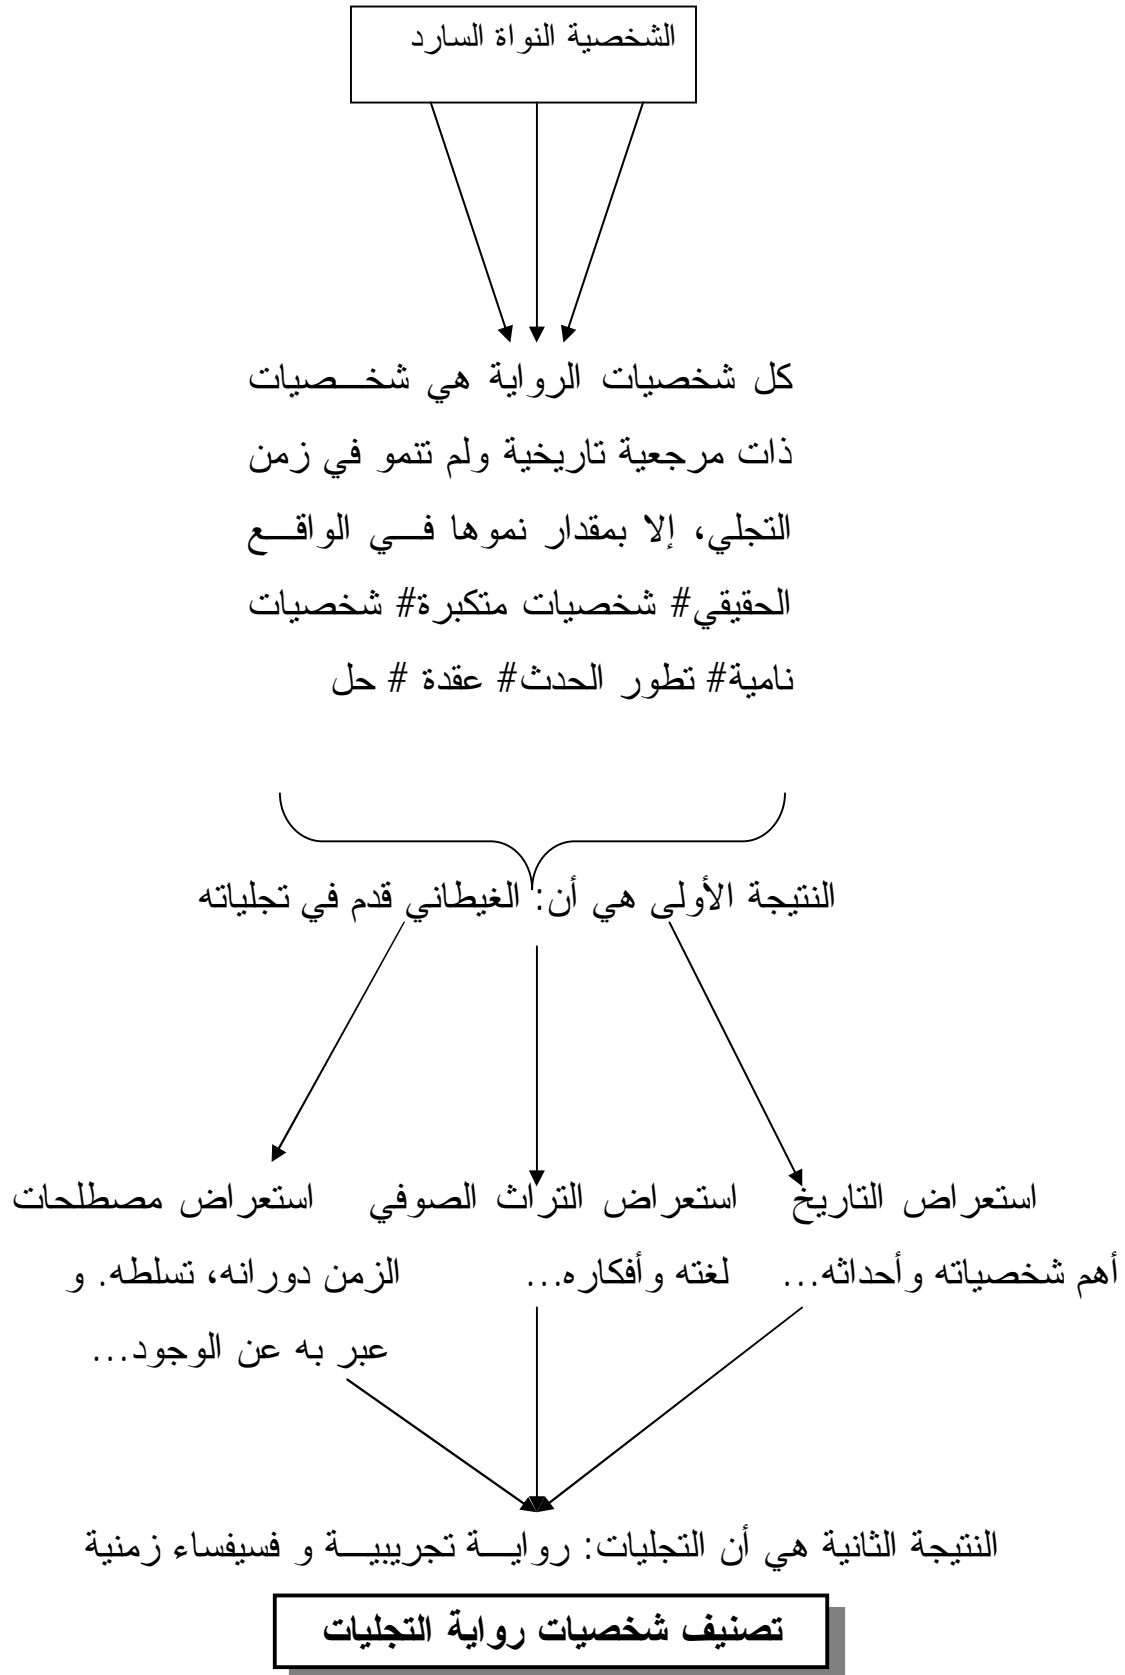 الشخصية النواة السارد
كل شخصيات الرواية هي شخصيات
ذات مرجعية تاريخية ولم تنمو في زمن
التجلي، إلا بمقدار نموها في الواقع
الحقيقي# شخصيات متكبرة# شخصيات
نامية# تطور الحدث# عقدة # حل
النتيجة الأولى هي أن: الغيطاني قدم في تجلياته
استعراض التاريخ
أهم شخصياته وأحداثه...
استعراض التراث الصوفي
لغته وأفكاره...
استعراض مصطلحات
الزمن دورانه، تسلطه. و
عبر به عن الوجود...
النتيجة الثانية هي أن التجليات: رواية تجريبية و فسيفساء زمنية
تصنيف شخصيات رواية التجليات